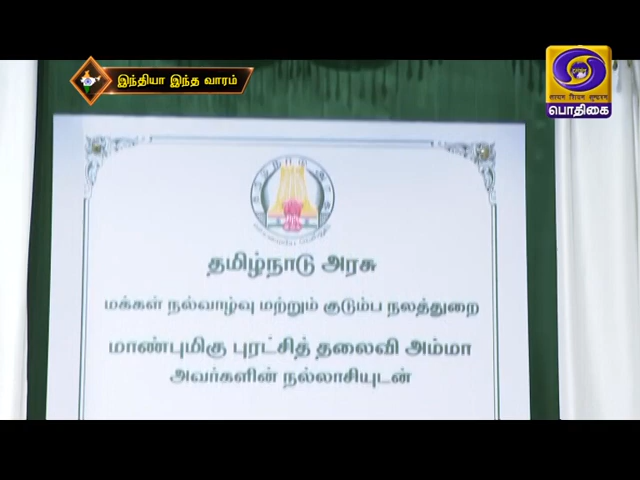 இந்தியா இந்த வாரம்
பொதிகை
தமிழ்நாடு அரசு
மக்கள் நல்வாழ்வு மற்றும் குடும்ப நலத்துறை
மாண்புமிகு புரட்சித் தலைவி அம்மா
அவர்களின் நல்லாசியுடன்